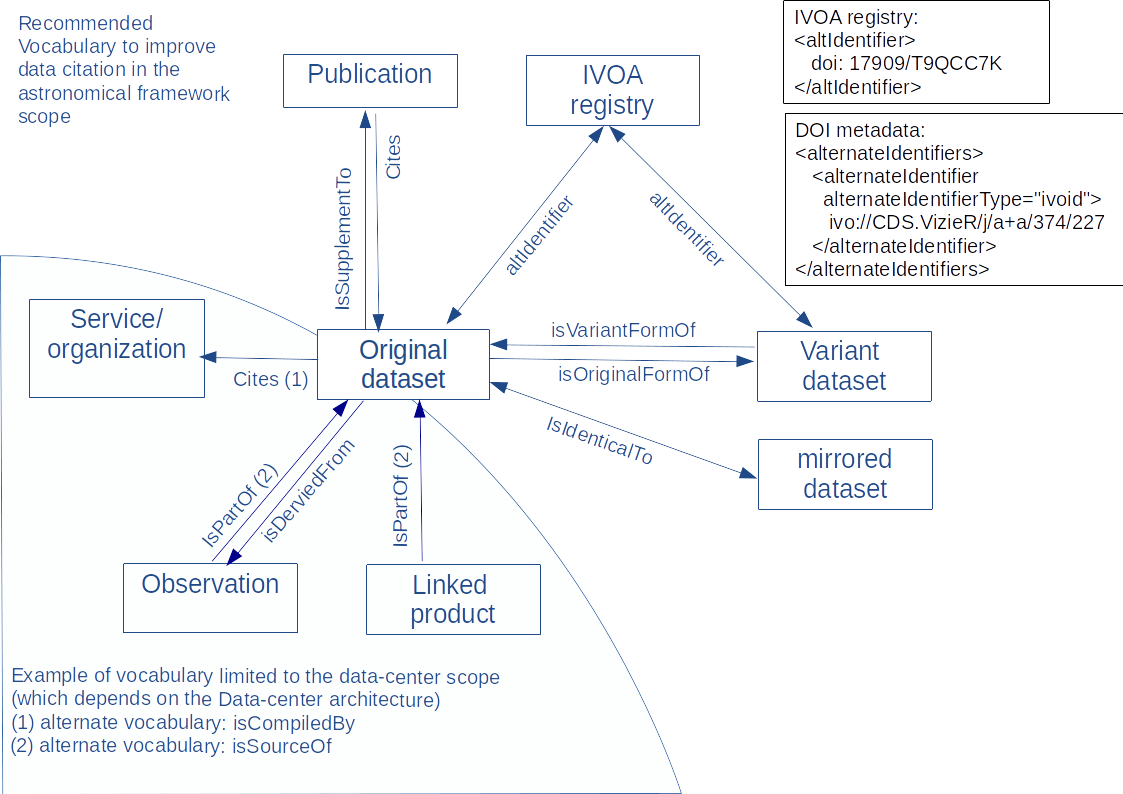 Recommended
Vocabulary to improve
data citation in the
astronomical framework
scope
Publication
IVOA
registry
IVOA registry:
<altIdentifier>
doi: 17909/T9QCC7K
</altIdentifier>
DOI metadata:
<alternateIdentifiers>
<alternateIdentifier
alternateIdentifierType="ivoid">
ivo://CDS.VizieR/j/a+a/374/227
</alternateIdentifier>
</alternateIdentifiers>
IsSupplementTo
Cites
altIdentifier
altIdentifier
Service/
organization
Cites (1)
Original
dataset
isVariantFormOf
isOriginalFormOf
Variant
dataset
IsIdenticalTo
mirrored
dataset
IsPartOf (2)
isDerviedFrom
IsPartOf (2)
Observation
Linked
product
Example of vocabulary limited to the data-center scope
(which depends on the Data-center architecture)
(1) alternate vocabulary: isCompiledBy
(2) alternate vocabulary: isSourceOf